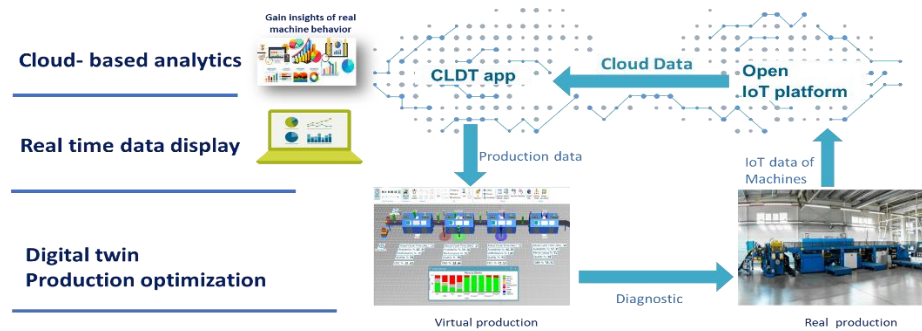 Gain insights of real
machine behavior
Cloud- based analytics
CLDT app
Cloud Data
Open
IoT platform
Real time data display
Production data
IoT data of
Machines
Digital twin
Production optimization
Diagnostic
Virtual production
Real production